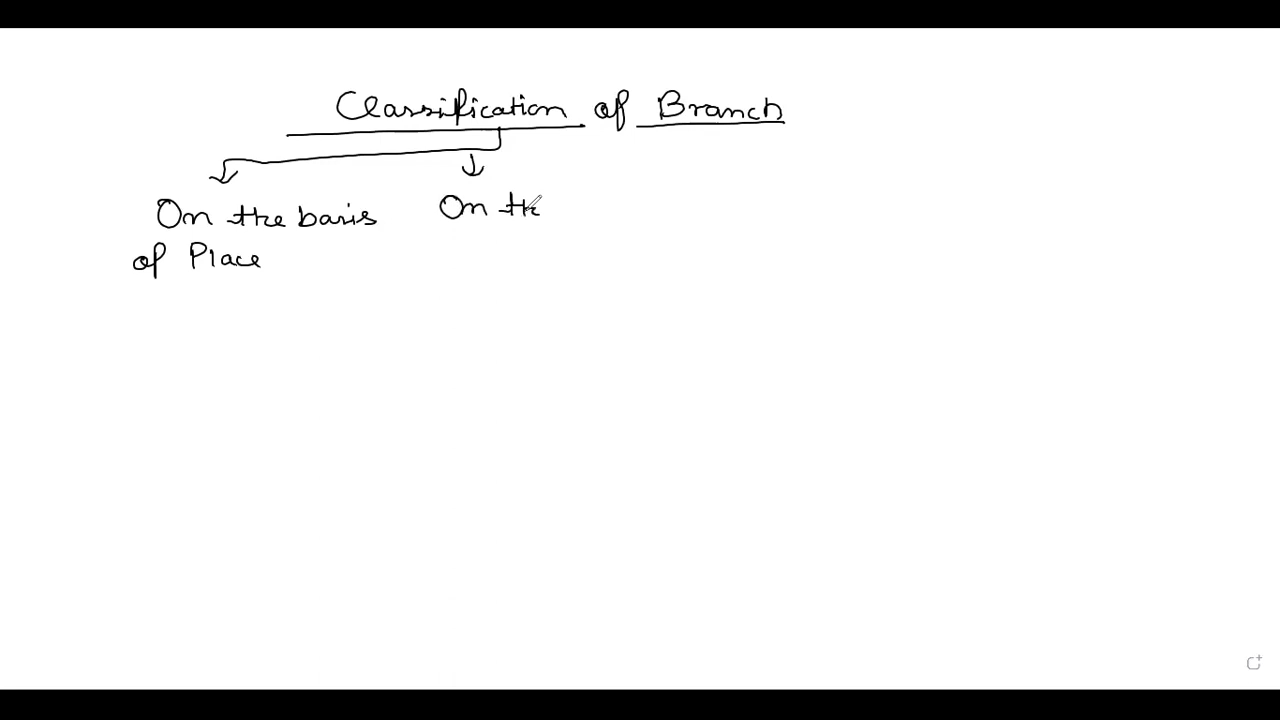 Classification of Branch
On the basis
of Place
On the